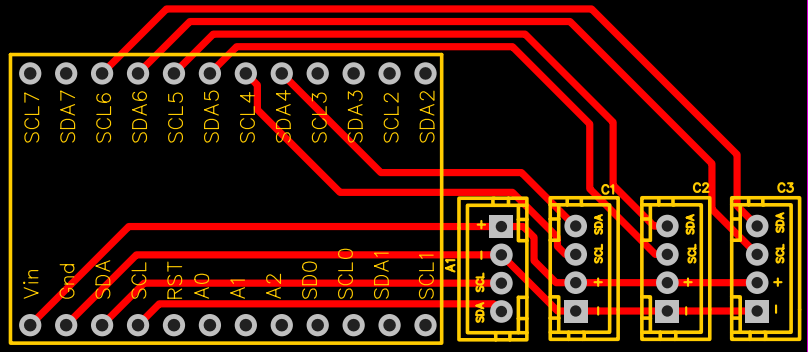 SCL7 SDA7 SCL6 SDA6 SCL5 SDA5 SCL4 SDA4 SCL3 SDA3 SCL2 SDA2
Vin Gnd SDA SCL RST A0 A1 A2 SD0 SCL0 SDA1 SCL1
A1
+
-
SCL
SDA
C1
SDA
SCL
+
-
C2
SDA
SCL
+
-
C3
SDA
SCL
+
-